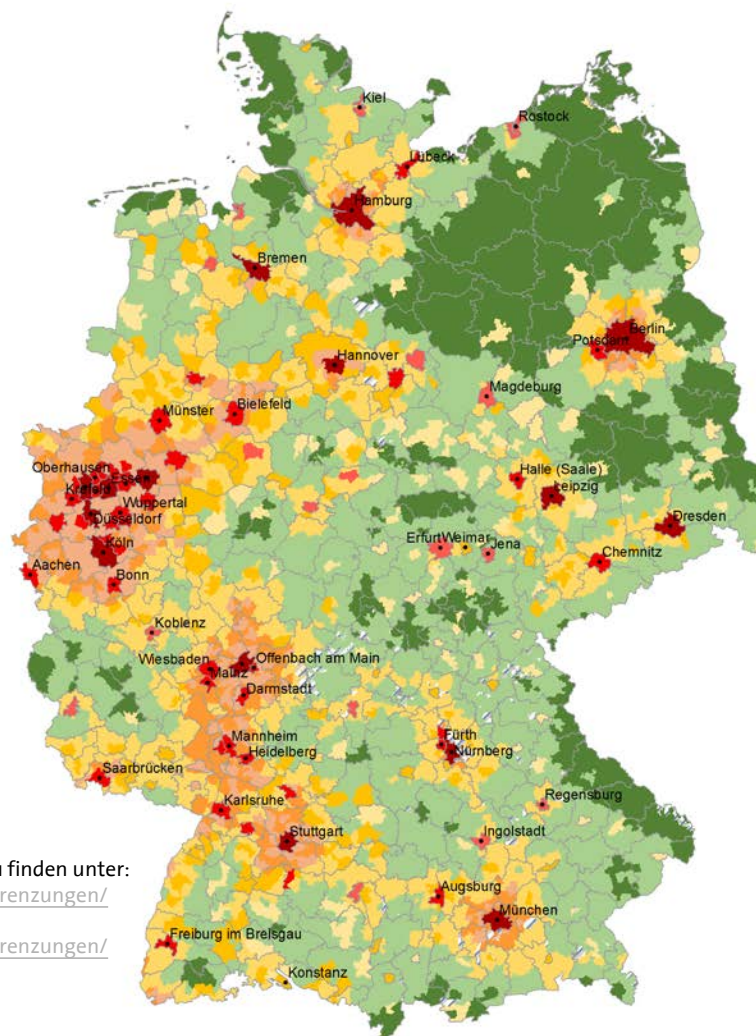 Kiel
Rostock
Lübeck
Hamburg
Bremen
Berlin
Potsdam
Hannover
Magdeburg
Bielefeld
Münster
Oberhausen
Essen
Krefeld
Halle (Saale)
Leipzig
Wuppertal
Düsseldorf
Dresden
Köln
Erfurt
Weimar
Jena
Chemnitz
Aachen
Bonn
Koblenz
Wiesbaden
Offenbach am Main
Mainz
Darmstadt
Mannheim
Heidelberg
Fürth
Nürnberg
Saarbrücken
Karlsruhe
Regensburg
Stuttgart
Ingolstadt
finden unter:
renzungen/
Augsburg
München
Freiburg im Breisgau
renzungen/
Konstanz